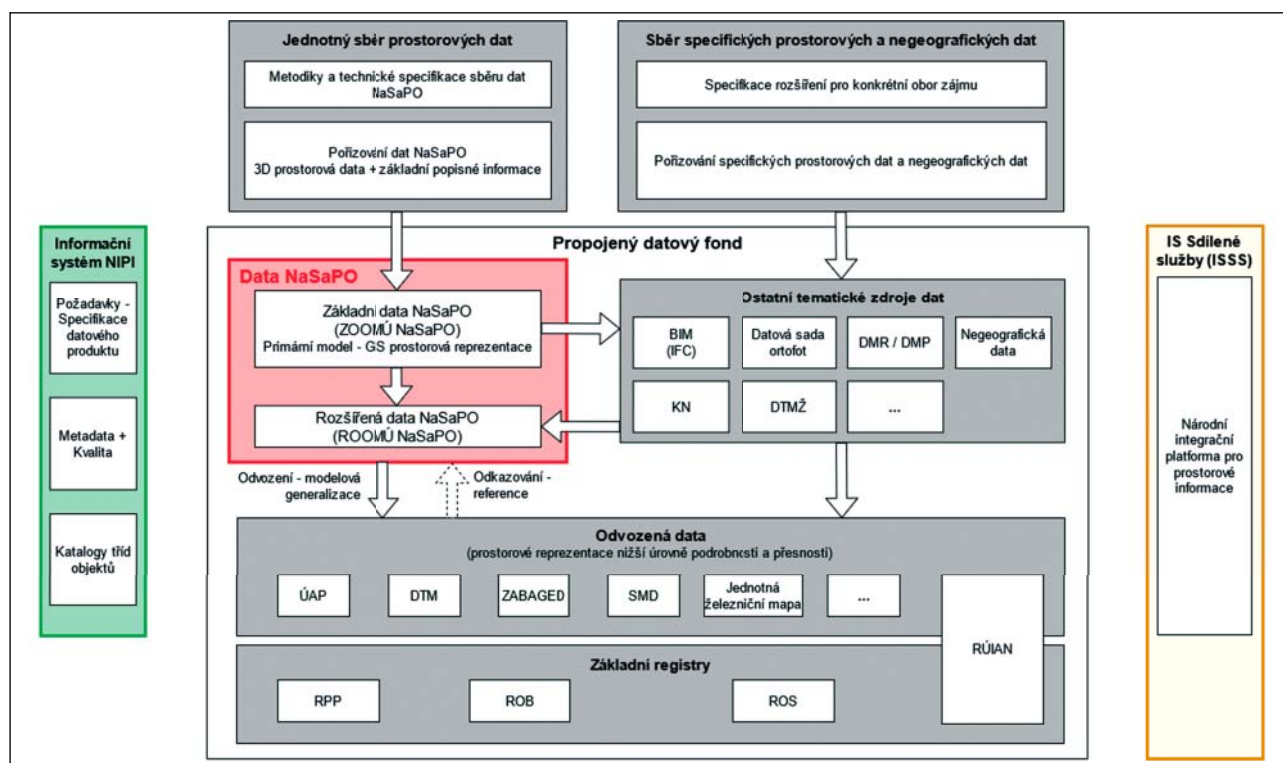 Jednotný sběr prostorových dat
Metodiky a technické specifikace sběru dat
NaSaPO
Pořizování dat NaSaPO
3D prostorová data + základní popisné informace
Sběr specifických prostorových a negeografických dat
Specifikace rozšíření pro konkrétní obor zájmu
Pořizování specifických prostorových dat a negeografických dat
Informační
systém NIPI
Požadavky -
Specifikace
datového
produktu
Metadata +
Kvalita
Katalogy tříd
objektů
Propojený datový fond
Data NaSaPO
Základní data NaSaPO
(ZOOMÚ NaSaPO)
Primární model - GS prostorová reprezentace
Rozšířená data NaSaPO
(ROOMÚ NaSaPO)
Ostatní tematické zdroje dat
BIM
(IFC)
Datová sada
ortofot
DMR / DMP
Negeografická
data
KN
DTMŽ
...
Odvození - modelová
generalizace
Odkazování -
reference
Odvozená data
(prostorové reprezentace nižší úrovně podrobnosti a přesnosti)
ÚAP
DTM
ZABAGED
SMD
Jednotná
železniční mapa
...
RÚIAN
Základní registry
RPP
ROB
ROS
IS Sdílené
služby (ISSS)
Národní
integrační
platforma pro
prostorové
informace